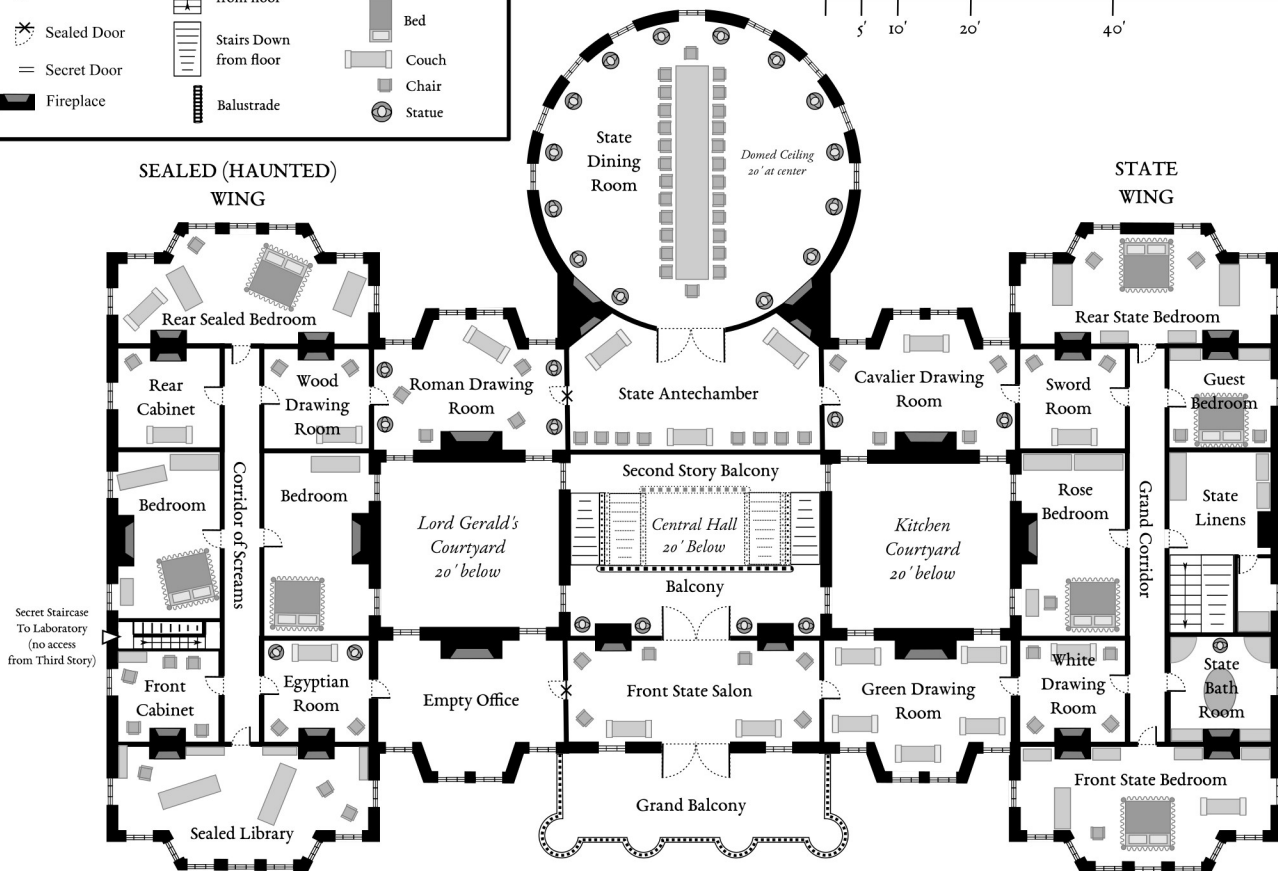 from floor
Sealed Door
Secret Door
Fireplace
Stairs Down
from floor
Balustrade
Bed
Couch
Chair
Statue
5'
10'
20'
40'
SEALED (HAUNTED)
WING
STATE
WING
State
Dining
Room
Domed Ceiling
20' at center
Rear Sealed Bedroom
Rear State Bedroom
Rear
Cabinet
Wood
Drawing
Room
Roman Drawing
Room
State Antechamber
Cavalier Drawing
Room
Sword
Room
Guest
Bedroom
Bedroom
Corridor of Screams
Bedroom
Lord Gerald's
Courtyard
20' below
Second Story Balcony
Central Hall
20' Below
Balcony
Kitchen
Courtyard
20' below
Rose
Bedroom
Grand Corridor
State
Linens
Secret Staircase
To Laboratory
(no access
from Third Story)
Front
Cabinet
Egyptian
Room
Empty Office
Front State Salon
Green Drawing
Room
White
Drawing
Room
State
Bath
Room
Sealed Library
Grand Balcony
Front State Bedroom